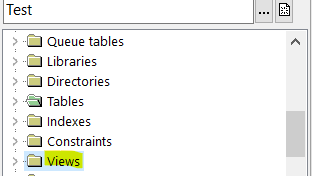 Test
...
Queue tables
Libraries
Directories
Tables
Indexes
Constraints
Views